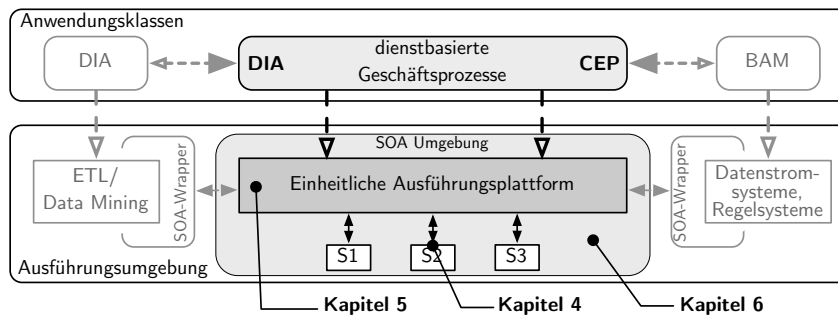 Anwendungsklassen
DIA
DIA
dienstbasierte
Geschäftsprozesse
CEP
BAM
SOA Umgebung
ETL/
Data Mining
SOA-Wrapper
Einheitliche Ausführungsplattform
SOA-Wrapper
Datenstrom-
systeme,
Regelsysteme
S1
S2
S3
Ausführungsumgebung
Kapitel 5
Kapitel 4
Kapitel 6